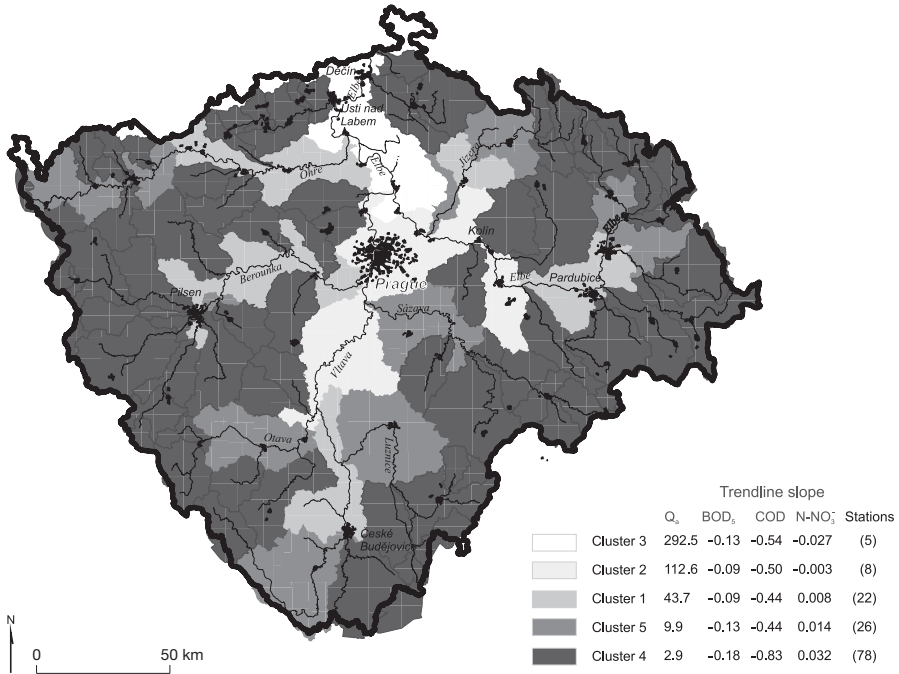 Děčín
Elbe
Ústí nad
Labem
Elbe
Ohře
Jizera
Kolín
Elbe
Berounka
Prague
Elbe
Pardubice
Pilsen
Sázava
Vltava
Otava
Lužnice
České
Budějovice
Trendline slope
Qa BOD5 COD N-NO3- Stations
Cluster 3 292.5 -0.13 -0.54 -0.027 (5)
Cluster 2 112.6 -0.09 -0.50 -0.003 (8)
Cluster 1 43.7 -0.09 -0.44 0.008 (22)
Cluster 5 9.9 -0.13 -0.44 0.014 (26)
Cluster 4 2.9 -0.18 -0.83 0.032 (78)
N
0 50 km